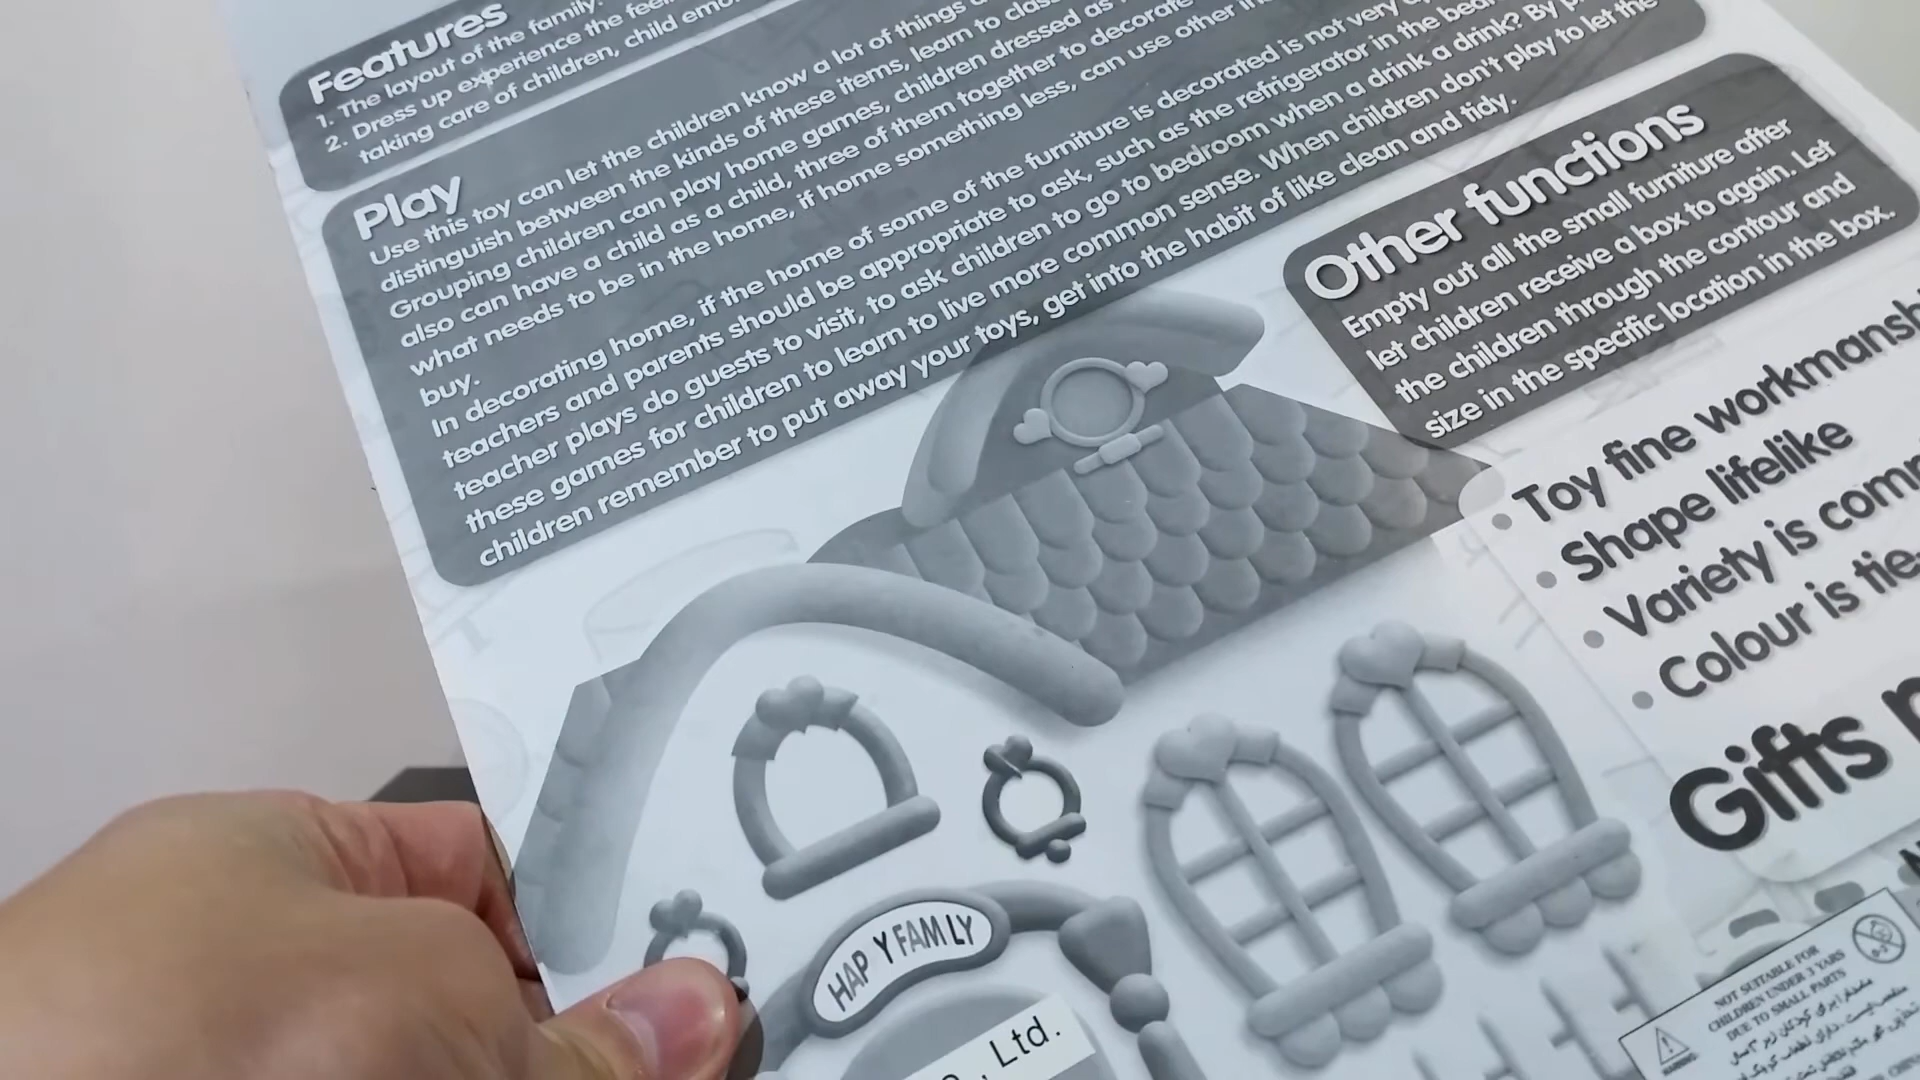 Features
1. The layout of the family.
2. Dress up experience the
taking care of children, child
Play
Use this toy can let the children know a lot of things
distinguish between the kinds of these items, learn to
Grouping children can play home games, children dressed as
also can have a child as a child, three of them together to decorate
what needs to be in the home, if home something less, can use other
buy.
In decorating home, if the home of some of the furniture is decorated is not very
teachers and parents should be appropriate to ask, such as the refrigerator in the
teacher plays do guests to visit, to ask children to go to bedroom when a drink a drink? By
these games for children to learn to live more common sense. When children don't play to let the
children remember to put away your toys, get into the habit of like clean and tidy.
Other functions
Empty out all the small furniture after
let children receive a box to again. Let
the children through the contour and
size in the specific location in the box.
• Toy fine
• Shape lifelike
• Variety is
• Colour is
Gifts
HAP Y FAM LY
, Ltd.
NOT SUITABLE FOR
CHILDREN UNDER 3 YARS
DUE TO SMALL PARTS
0-3
WARNING